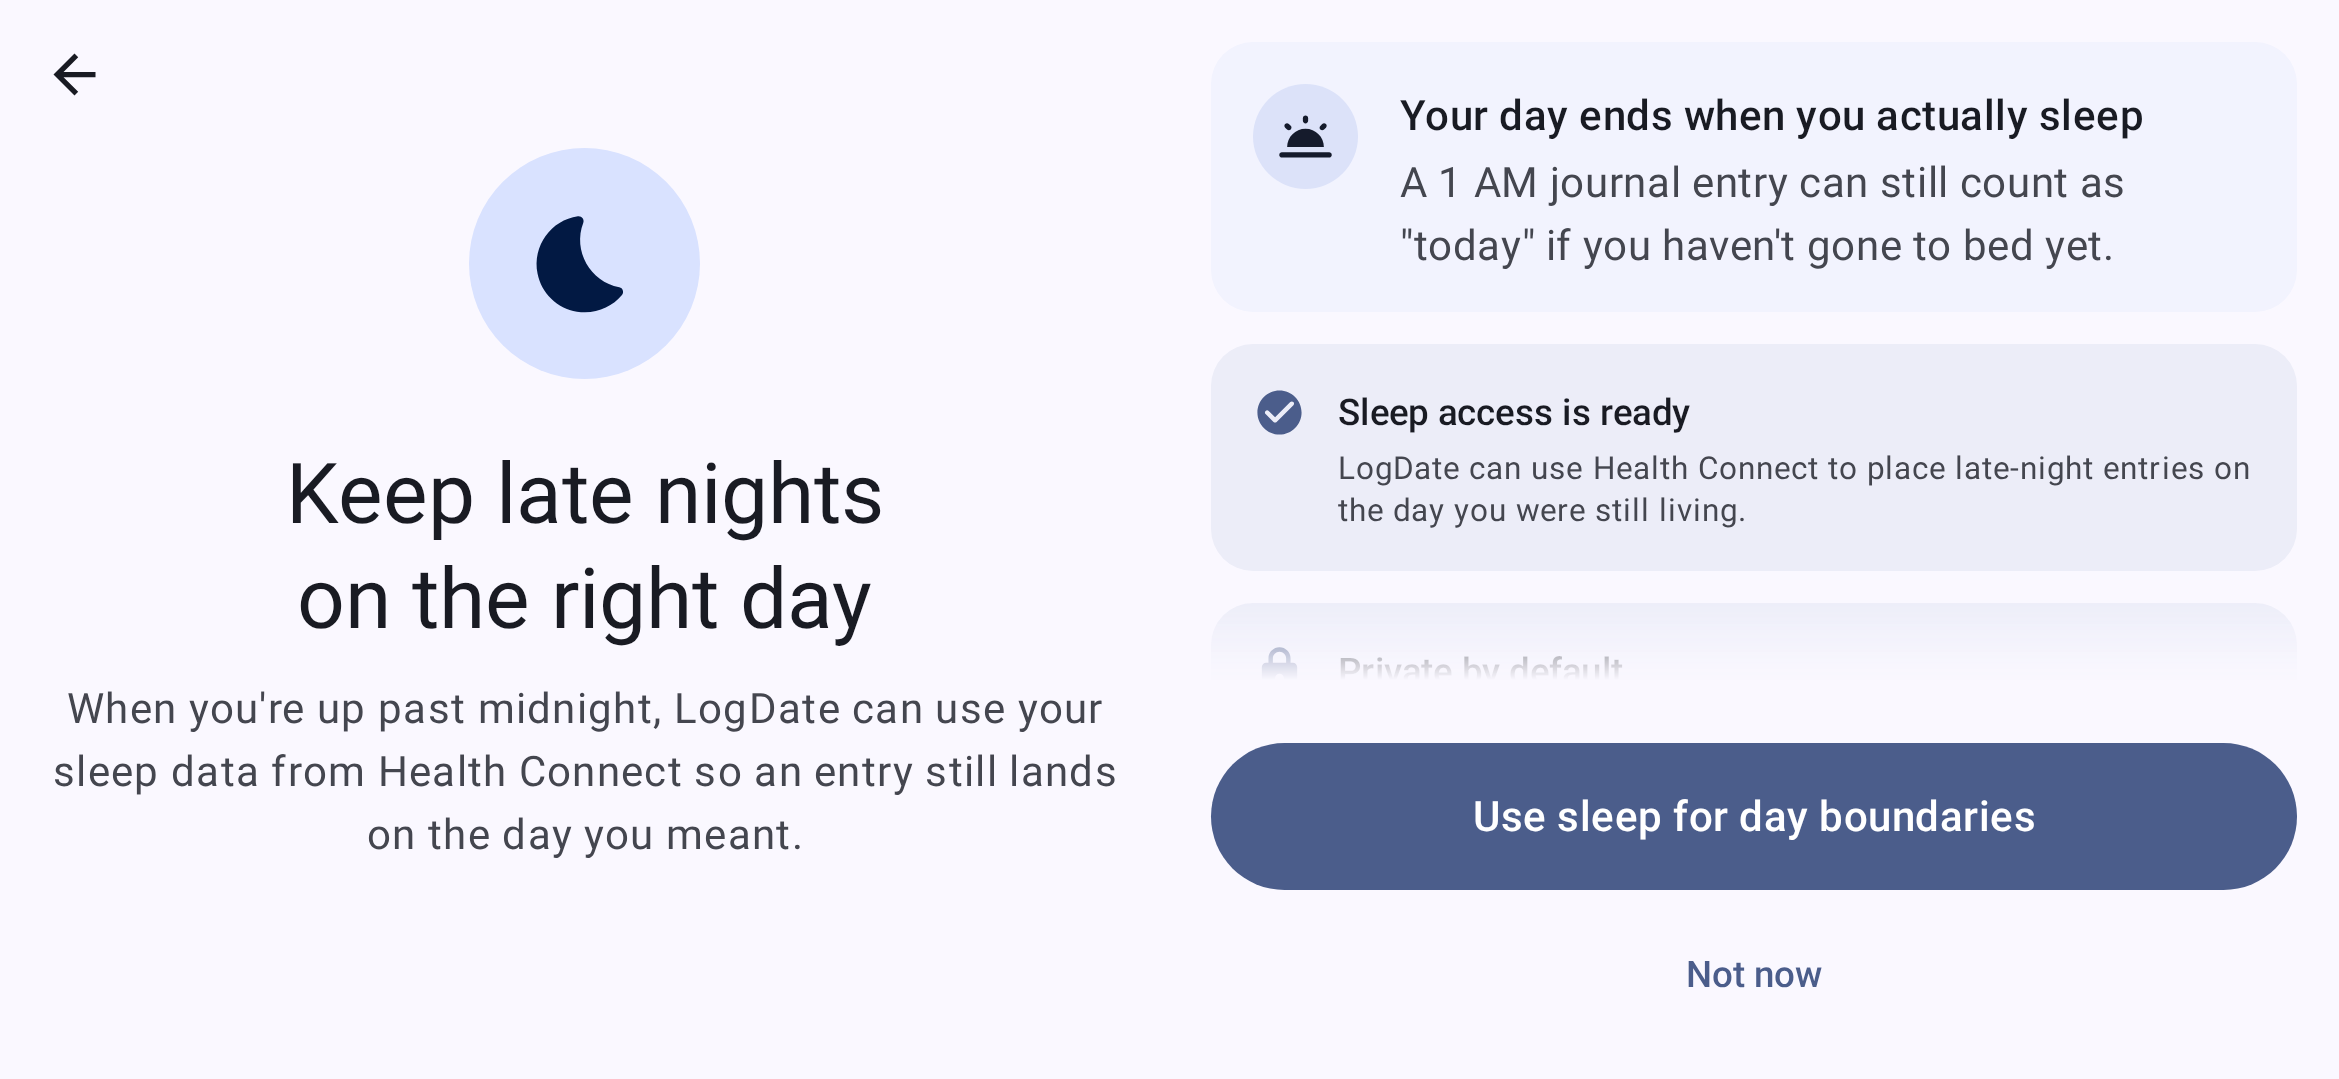 Keep late nights
on the right day
When you're up past midnight, LogDate can use your
sleep data from Health Connect so an entry still lands
on the day you meant.
Your day ends when you actually sleep
A 1 AM journal entry can still count as
"today" if you haven't gone to bed yet.
Sleep access is ready
LogDate can use Health Connect to place late-night entries on
the day you were still living.
Private by default
Use sleep for day boundaries
Not now